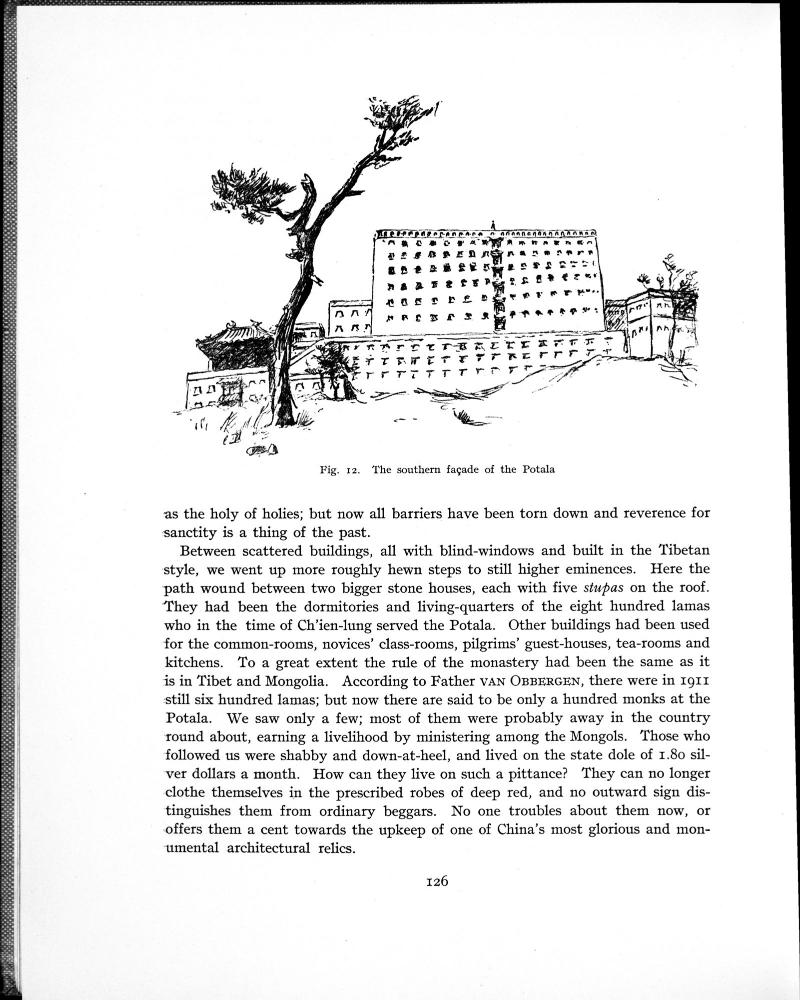 Fig. 12. The southern façade of the Potala
as the holy of holies; but now all barriers have been torn down and reverence for
sanctity is a thing of the past.
Between scattered buildings, all with blind-windows and built in the Tibetan
style, we went up more roughly hewn steps to still higher eminences. Here the
path wound between two bigger stone houses, each with five stupas on the roof.
They had been the dormitories and living-quarters of the eight hundred lamas
who in the time of Ch'ien-lung served the Potala. Other buildings had been used
for the common-rooms, novices' class-rooms, pilgrims' guest-houses, tea-rooms and
kitchens. To a great extent the rule of the monastery had been the same as it
is in Tibet and Mongolia. According to Father VAN OBBERGEN, there were in 1911
still six hundred lamas; but now there are said to be only a hundred monks at the
Potala. We saw only a few; most of them were probably away in the country
round about, earning a livelihood by ministering among the Mongols. Those who
followed us were shabby and down-at-heel, and lived on the state dole of 1.80 sil-
ver dollars a month. How can they live on such a pittance? They can no longer
clothe themselves in the prescribed robes of deep red, and no outward sign dis-
tinguishes them from ordinary beggars. No one troubles about them now, or
offers them a cent towards the upkeep of one of China's most glorious and mon-
umental architectural relics.
126